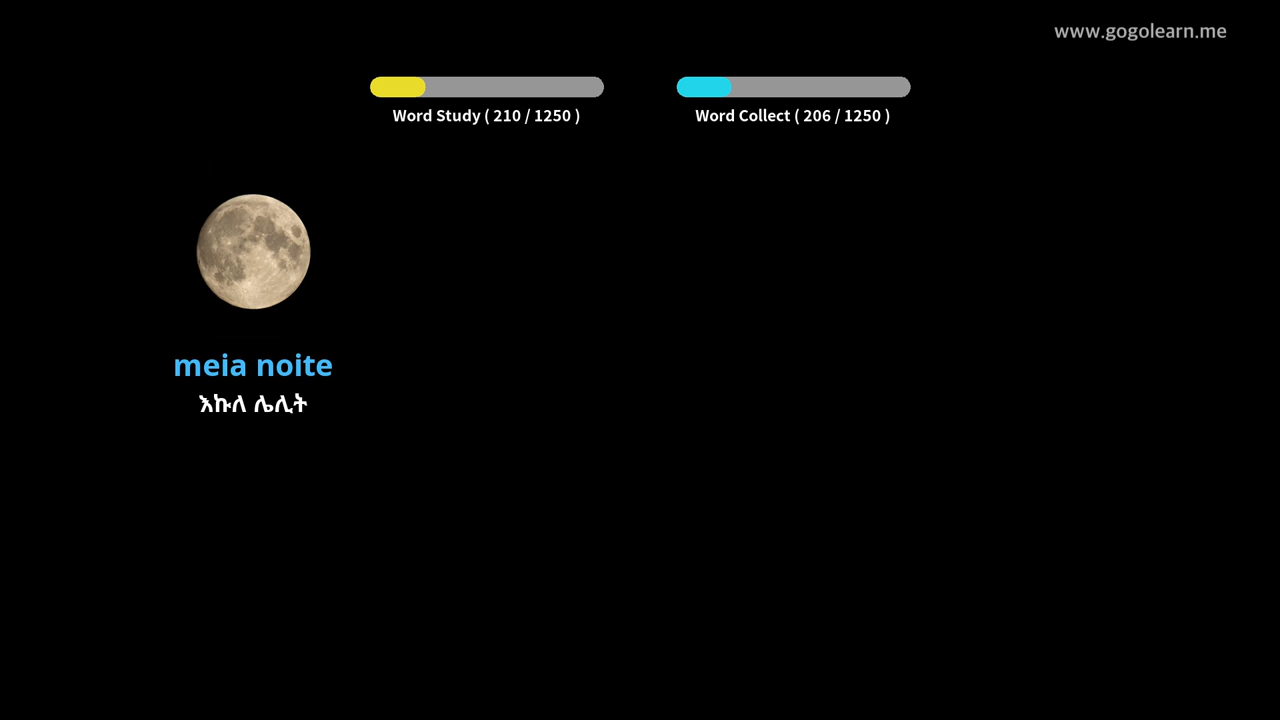 www.gogolearn.me
Word Study ( 210 / 1250 )
Word Collect ( 206 / 1250 )
meia noite
እኩለ ሌሊት